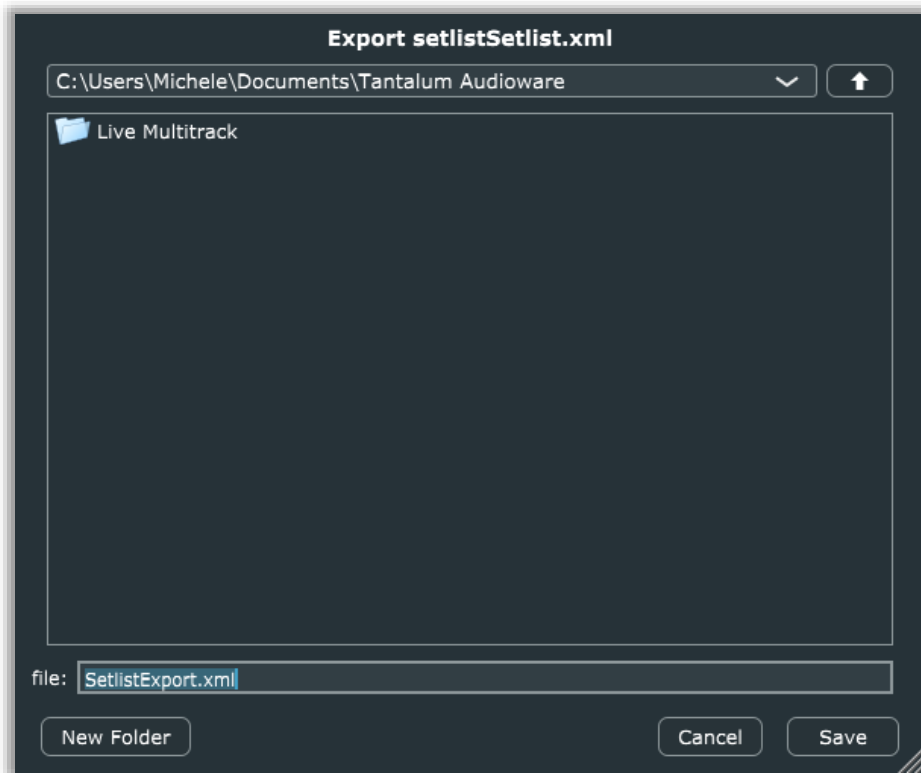 Export setlistSetlist.xml
C:\Users\Michele\Documents\Tantalum Audioware
Live Multitrack
file: SetlistExport.xml
New Folder Cancel Save